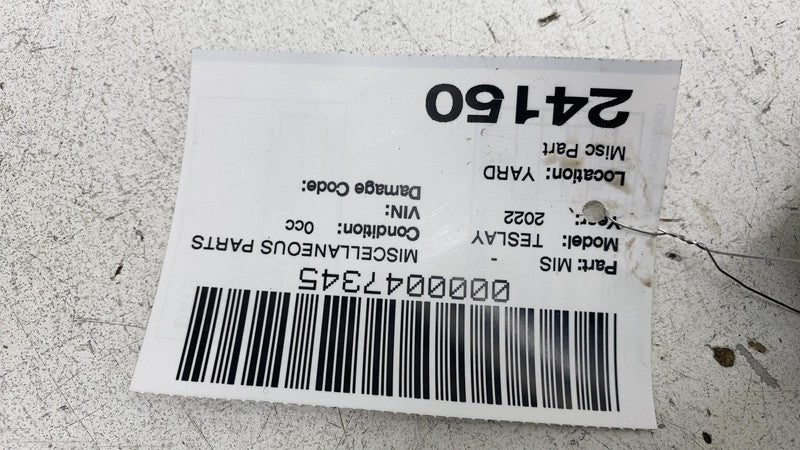 0000047345
Part: MIS - MISCELLANEOUS PARTS
Model: TESLAY Condition: 0cc
Year: 2022 VIN:
Damage Code:
Location: YARD
Misc Part
24150